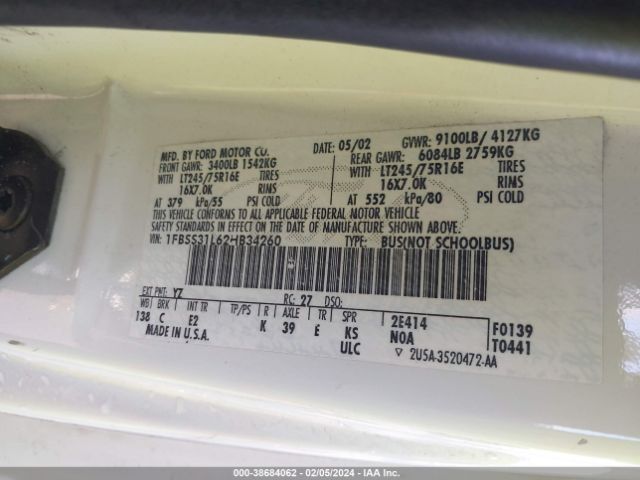 MFD. BY FORD MOTOR CO. 05/02 GVWR: 9100LB/ 4127KG
FRONT GAWR: 3400LB 1542KG REAR GAWR: 6084LB 2759KG
WITH LT245/75R16E TIRES WITH LT245/75R16E TIRES
16X7.0K RIMS 16X7.0K RIMS
AT 379 kPa/55 PSI COLD AT 552 kPa/80 PSI COLD
THIS VEHICLE CONFORMS TO ALL APPLICABLE FEDERAL MOTOR VEHICLE
SAFETY STANDARDS IN EFFECT ON THE DATE OF MANUFACTURE SHOWN ABOVE.
VIN: 1FBSS31L62HB34260 TYPE: BUS(NOT SCHOOLBUS)
EXT PNT: YZ RC: 27 DSO:
WB BRK INT TR TP/PS R AXLE TR SPR 2E414 F0139
138 C E2 K 39 E KS N0A T0441
MADE IN U.S.A. ULC ▽ 2U5A-3520472-AA
000-38684062 - 02/05/2024 - IAA Inc.